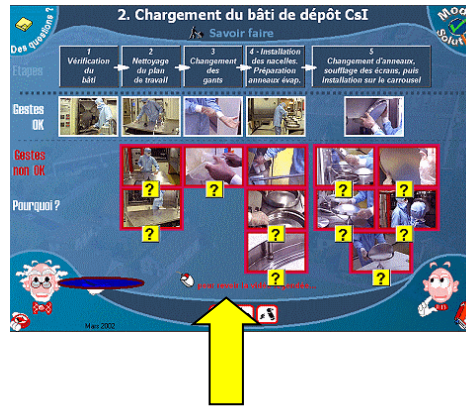 2. Chargement du bâti de dépôt CsI
Des questions ?
Mode
Solut
Savoir faire
Etapes
1
Vérification
du
bâti
2
Nettoyage
du plan
de travail
3
Changement
des
gants
4 - Installation
des nacelles.
Préparation
anneaux évap.
5
Changement d'anneaux,
soufflage des écrans, puis
Installation sur le carrousel
Gestes
OK
Gestes
non OK
Pourquoi ?
?
?
?
?
?
?
?
?
?
?
Mars 2002